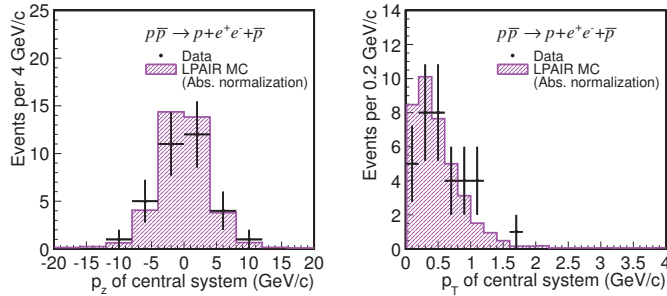 Events per 4 GeV/c
25
20
15
10
5
0
pp̅ → p+e⁺e⁻+p̅
Data
LPAIR MC
(Abs. normalization)
-20 -15 -10 -5 0 5 10 15 20
p_z of central system (GeV/c)
Events per 0.2 GeV/c
14
12
10
8
6
4
2
0
pp̅ → p+e⁺e⁻+p̅
Data
LPAIR MC
(Abs. normalization)
0 0.5 1 1.5 2 2.5 3 3.5 4
p_T of central system (GeV/c)